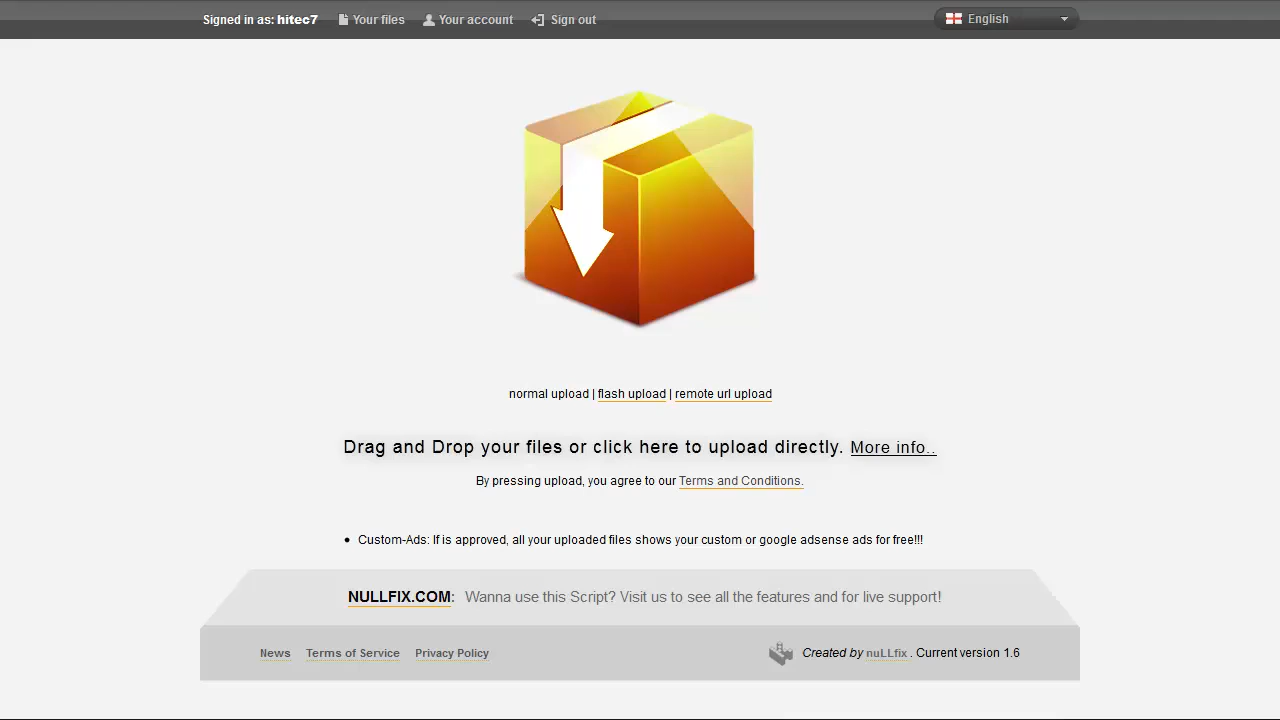 Signed in as: hitec7 Your files Your account Sign out English
normal upload | flash upload | remote url upload
Drag and Drop your files or click here to upload directly. More info..
By pressing upload, you agree to our Terms and Conditions.
• Custom-Ads: If is approved, all your uploaded files shows your custom or google adsense ads for free!!!
NULLFIX.COM: Wanna use this Script? Visit us to see all the features and for live support!
News Terms of Service Privacy Policy Created by nuLLfix . Current version 1.6